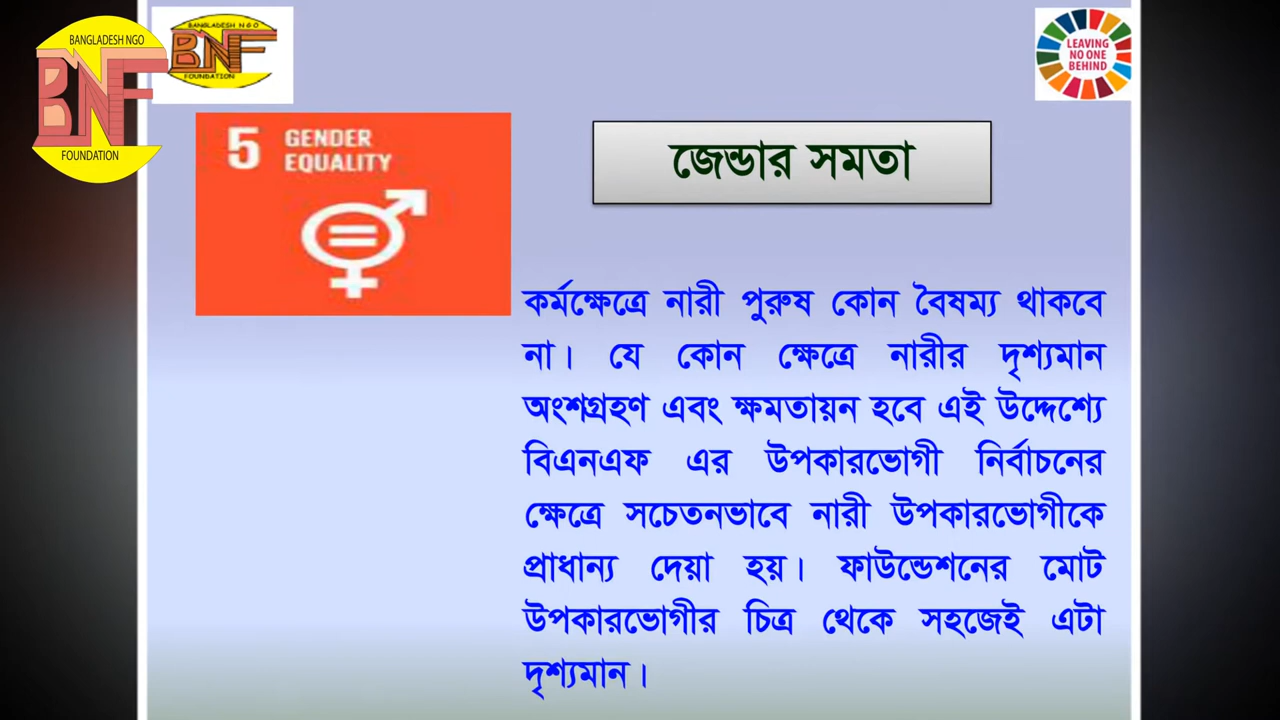 BANGLADESH NGO
BNF
FOUNDATION
BANGLADESH N G O
BNF
FOUNDATION
LEAVING
NO ONE
BEHIND
5 GENDER
EQUALITY
জেন্ডার সমতা
কর্মক্ষেত্রে নারী পুরুষ কোন বৈষম্য থাকবে
না। যে কোন ক্ষেত্রে নারীর দৃশ্যমান
অংশগ্রহণ এবং ক্ষমতায়ন হবে এই উদ্দেশ্যে
বিএনএফ এর উপকারভোগী নির্বাচনের
ক্ষেত্রে সচেতনভাবে নারী উপকারভোগীকে
প্রাধান্য দেয়া হয়। ফাউন্ডেশনের মোট
উপকারভোগীর চিত্র থেকে সহজেই এটা
দৃশ্যমান।